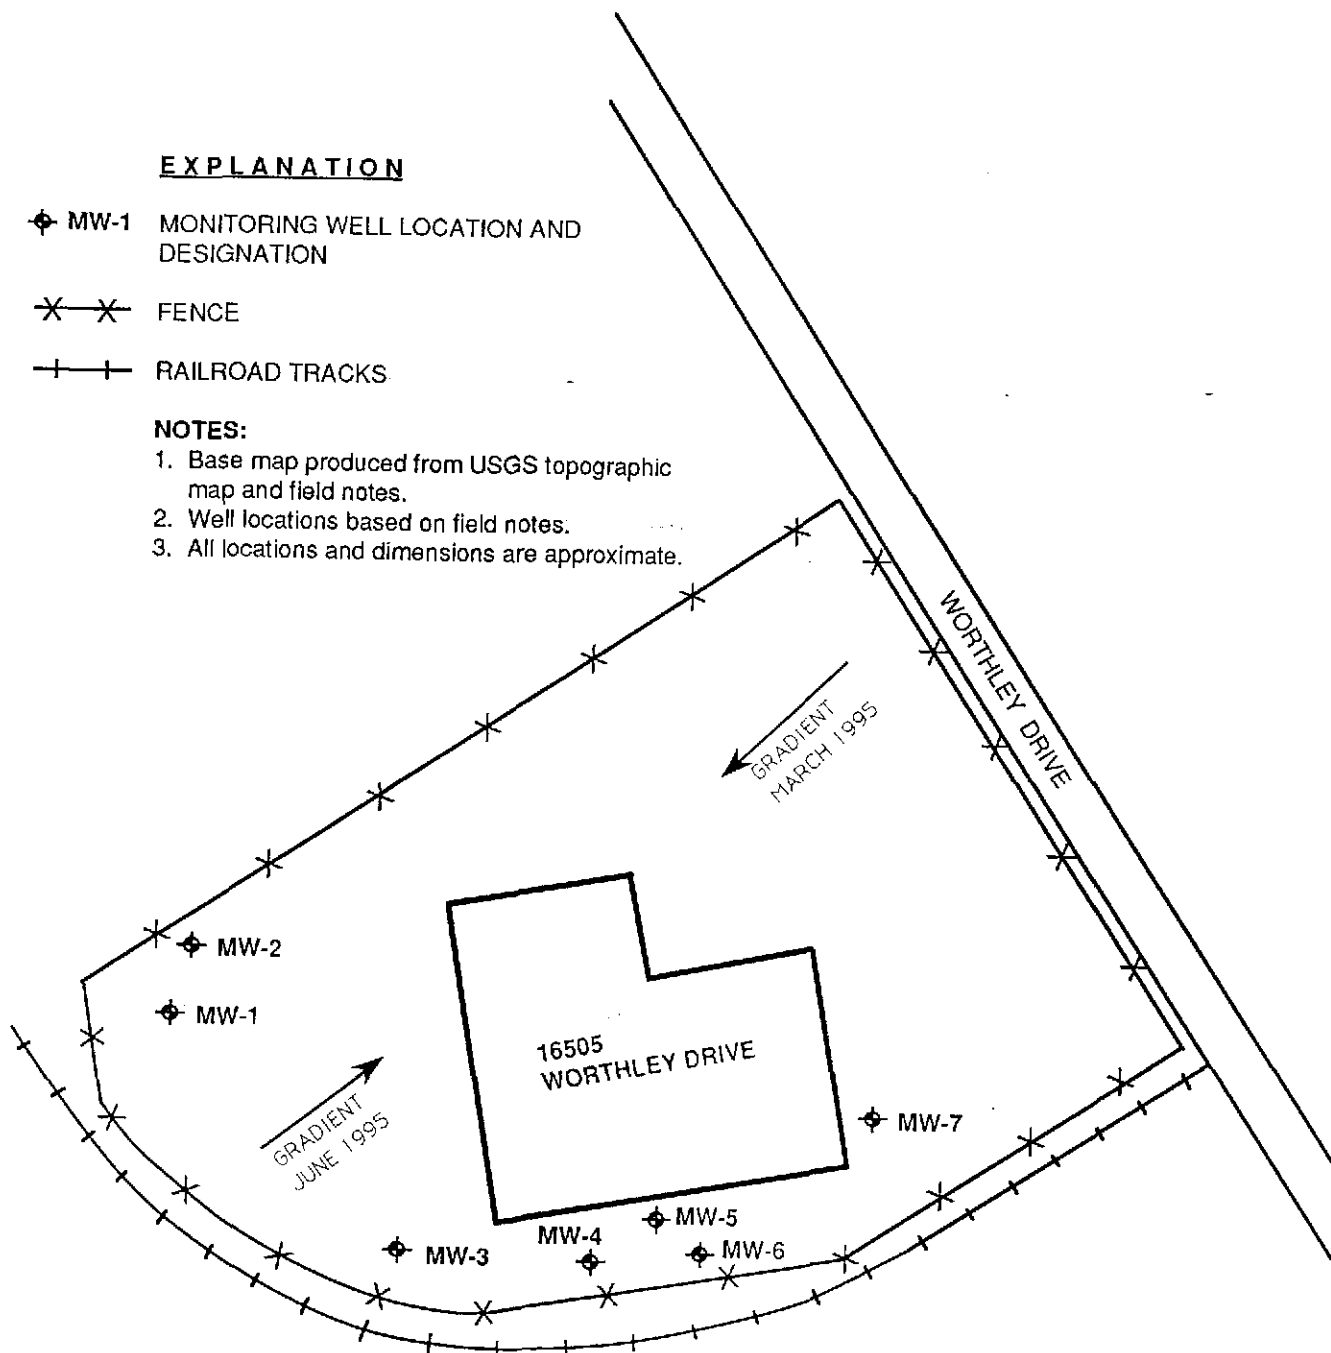 EXPLANATION
MW-1 MONITORING WELL LOCATION AND
DESIGNATION
FENCE
RAILROAD TRACKS
NOTES:
1. Base map produced from USGS topographic
map and field notes.
2. Well locations based on field notes.
3. All locations and dimensions are approximate.
WORTHLEY DRIVE
GRADIENT
MARCH 1995
MW-2
MW-1
16505
WORTHLEY DRIVE
GRADIENT
JUNE 1995
MW-7
MW-5
MW-4
MW-3
MW-6